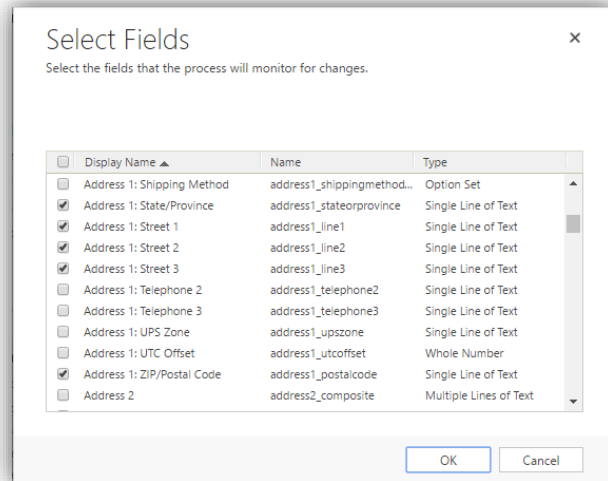 Select Fields
Select the fields that the process will monitor for changes.
Display Name Name Type
Address 1: Shipping Method address1_shippingmethod... Option Set
Address 1: State/Province address1_stateorprovince Single Line of Text
Address 1: Street 1 address1_line1 Single Line of Text
Address 1: Street 2 address1_line2 Single Line of Text
Address 1: Street 3 address1_line3 Single Line of Text
Address 1: Telephone 2 address1_telephone2 Single Line of Text
Address 1: Telephone 3 address1_telephone3 Single Line of Text
Address 1: UPS Zone address1_upszone Single Line of Text
Address 1: UTC Offset address1_utcoffset Whole Number
Address 1: ZIP/Postal Code address1_postalcode Single Line of Text
Address 2 address2_composite Multiple Lines of Text
OK Cancel